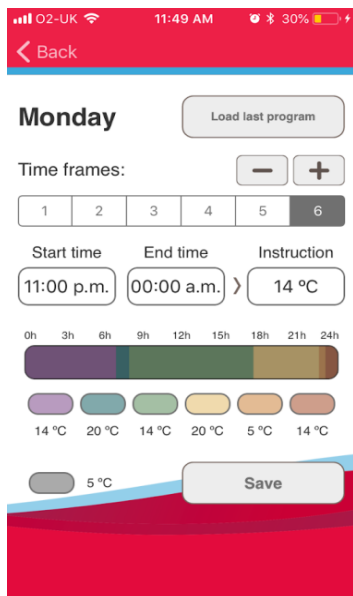 O2-UK 11:49 AM 30%
Back
Monday
Load last program
Time frames:
− +
1 2 3 4 5 6
Start time End time Instruction
11:00 p.m. 00:00 a.m. 14 ºC
0h 3h 6h 9h 12h 15h 18h 21h 24h
14 ºC 20 ºC 14 ºC 20 ºC 5 ºC 14 ºC
5 ºC Save